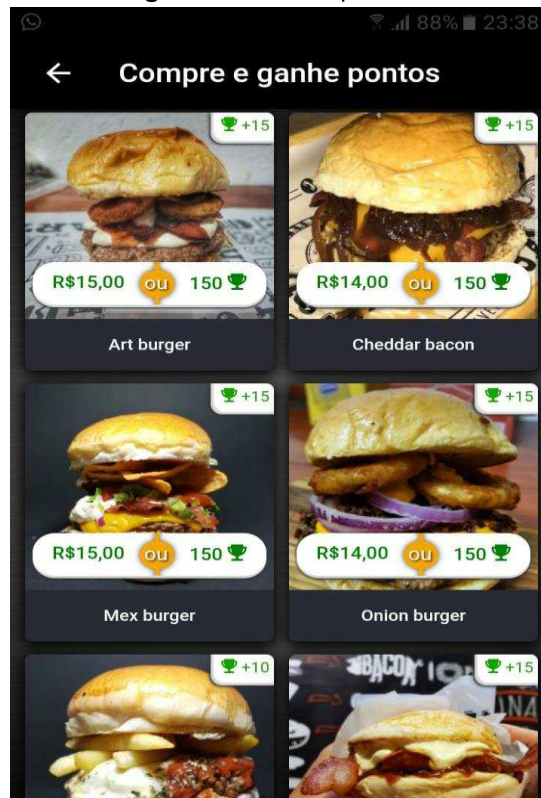 88% 23:38
Compre e ganhe pontos
+15 +15
R$15,00 ou 150 R$14,00 ou 150
Art burger Cheddar bacon
+15 +15
R$15,00 ou 150 R$14,00 ou 150
Mex burger Onion burger
+10 +15
BACON